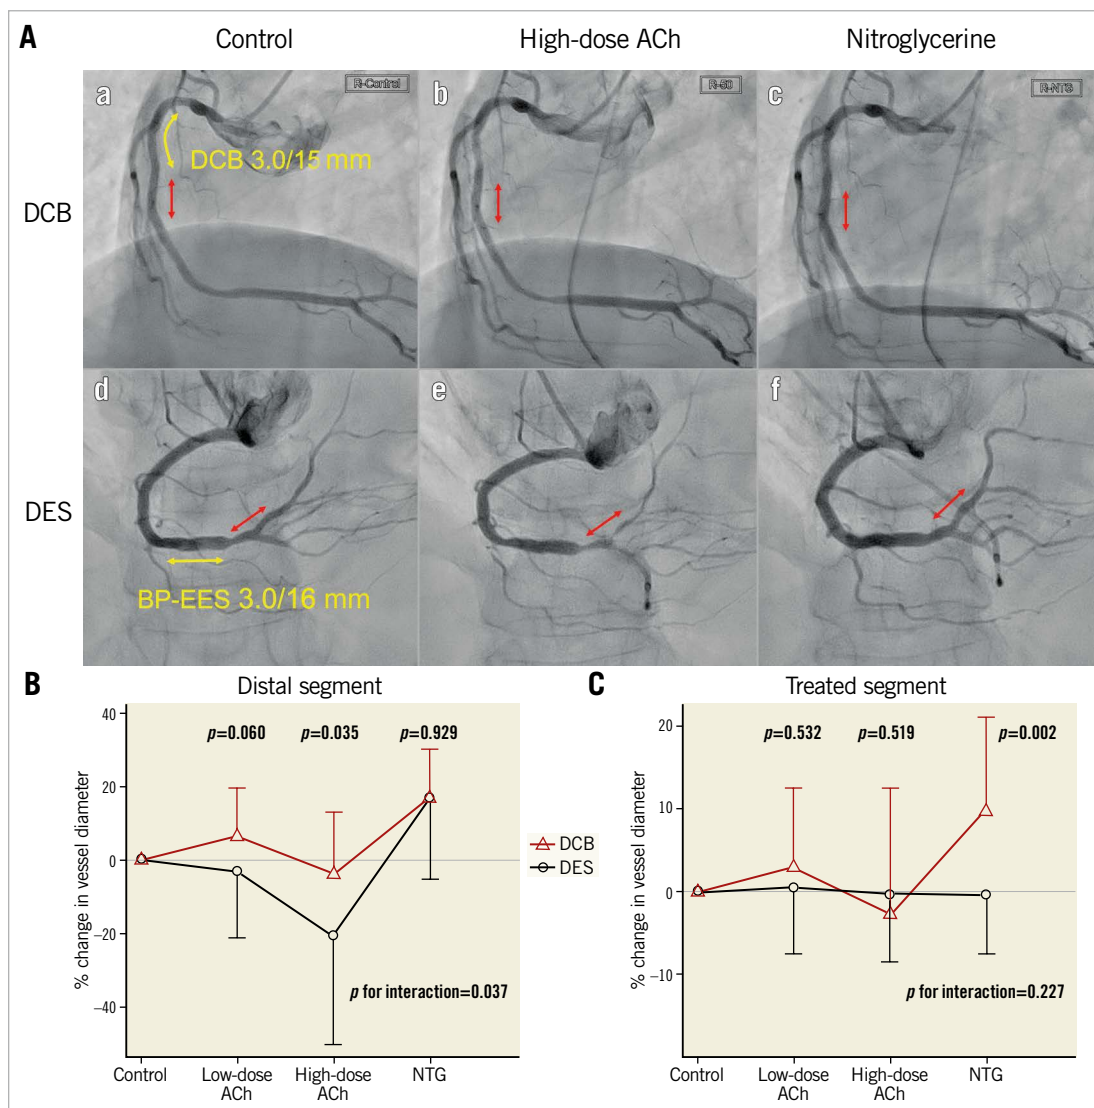 A
Control
High-dose ACh
Nitroglycerine
DCB
a
R-Control
DCB 3.0/15 mm
b
R-50
c
R-NTG
DES
d
BP-EES 3.0/16 mm
e
f
B
Distal segment
% change in vessel diameter
40
20
0
−20
−40
p=0.060
p=0.035
p=0.929
p for interaction=0.037
Control
Low-dose
ACh
High-dose
ACh
NTG
DCB
DES
C
Treated segment
% change in vessel diameter
20
10
0
−10
p=0.532
p=0.519
p=0.002
p for interaction=0.227
Control
Low-dose
ACh
High-dose
ACh
NTG